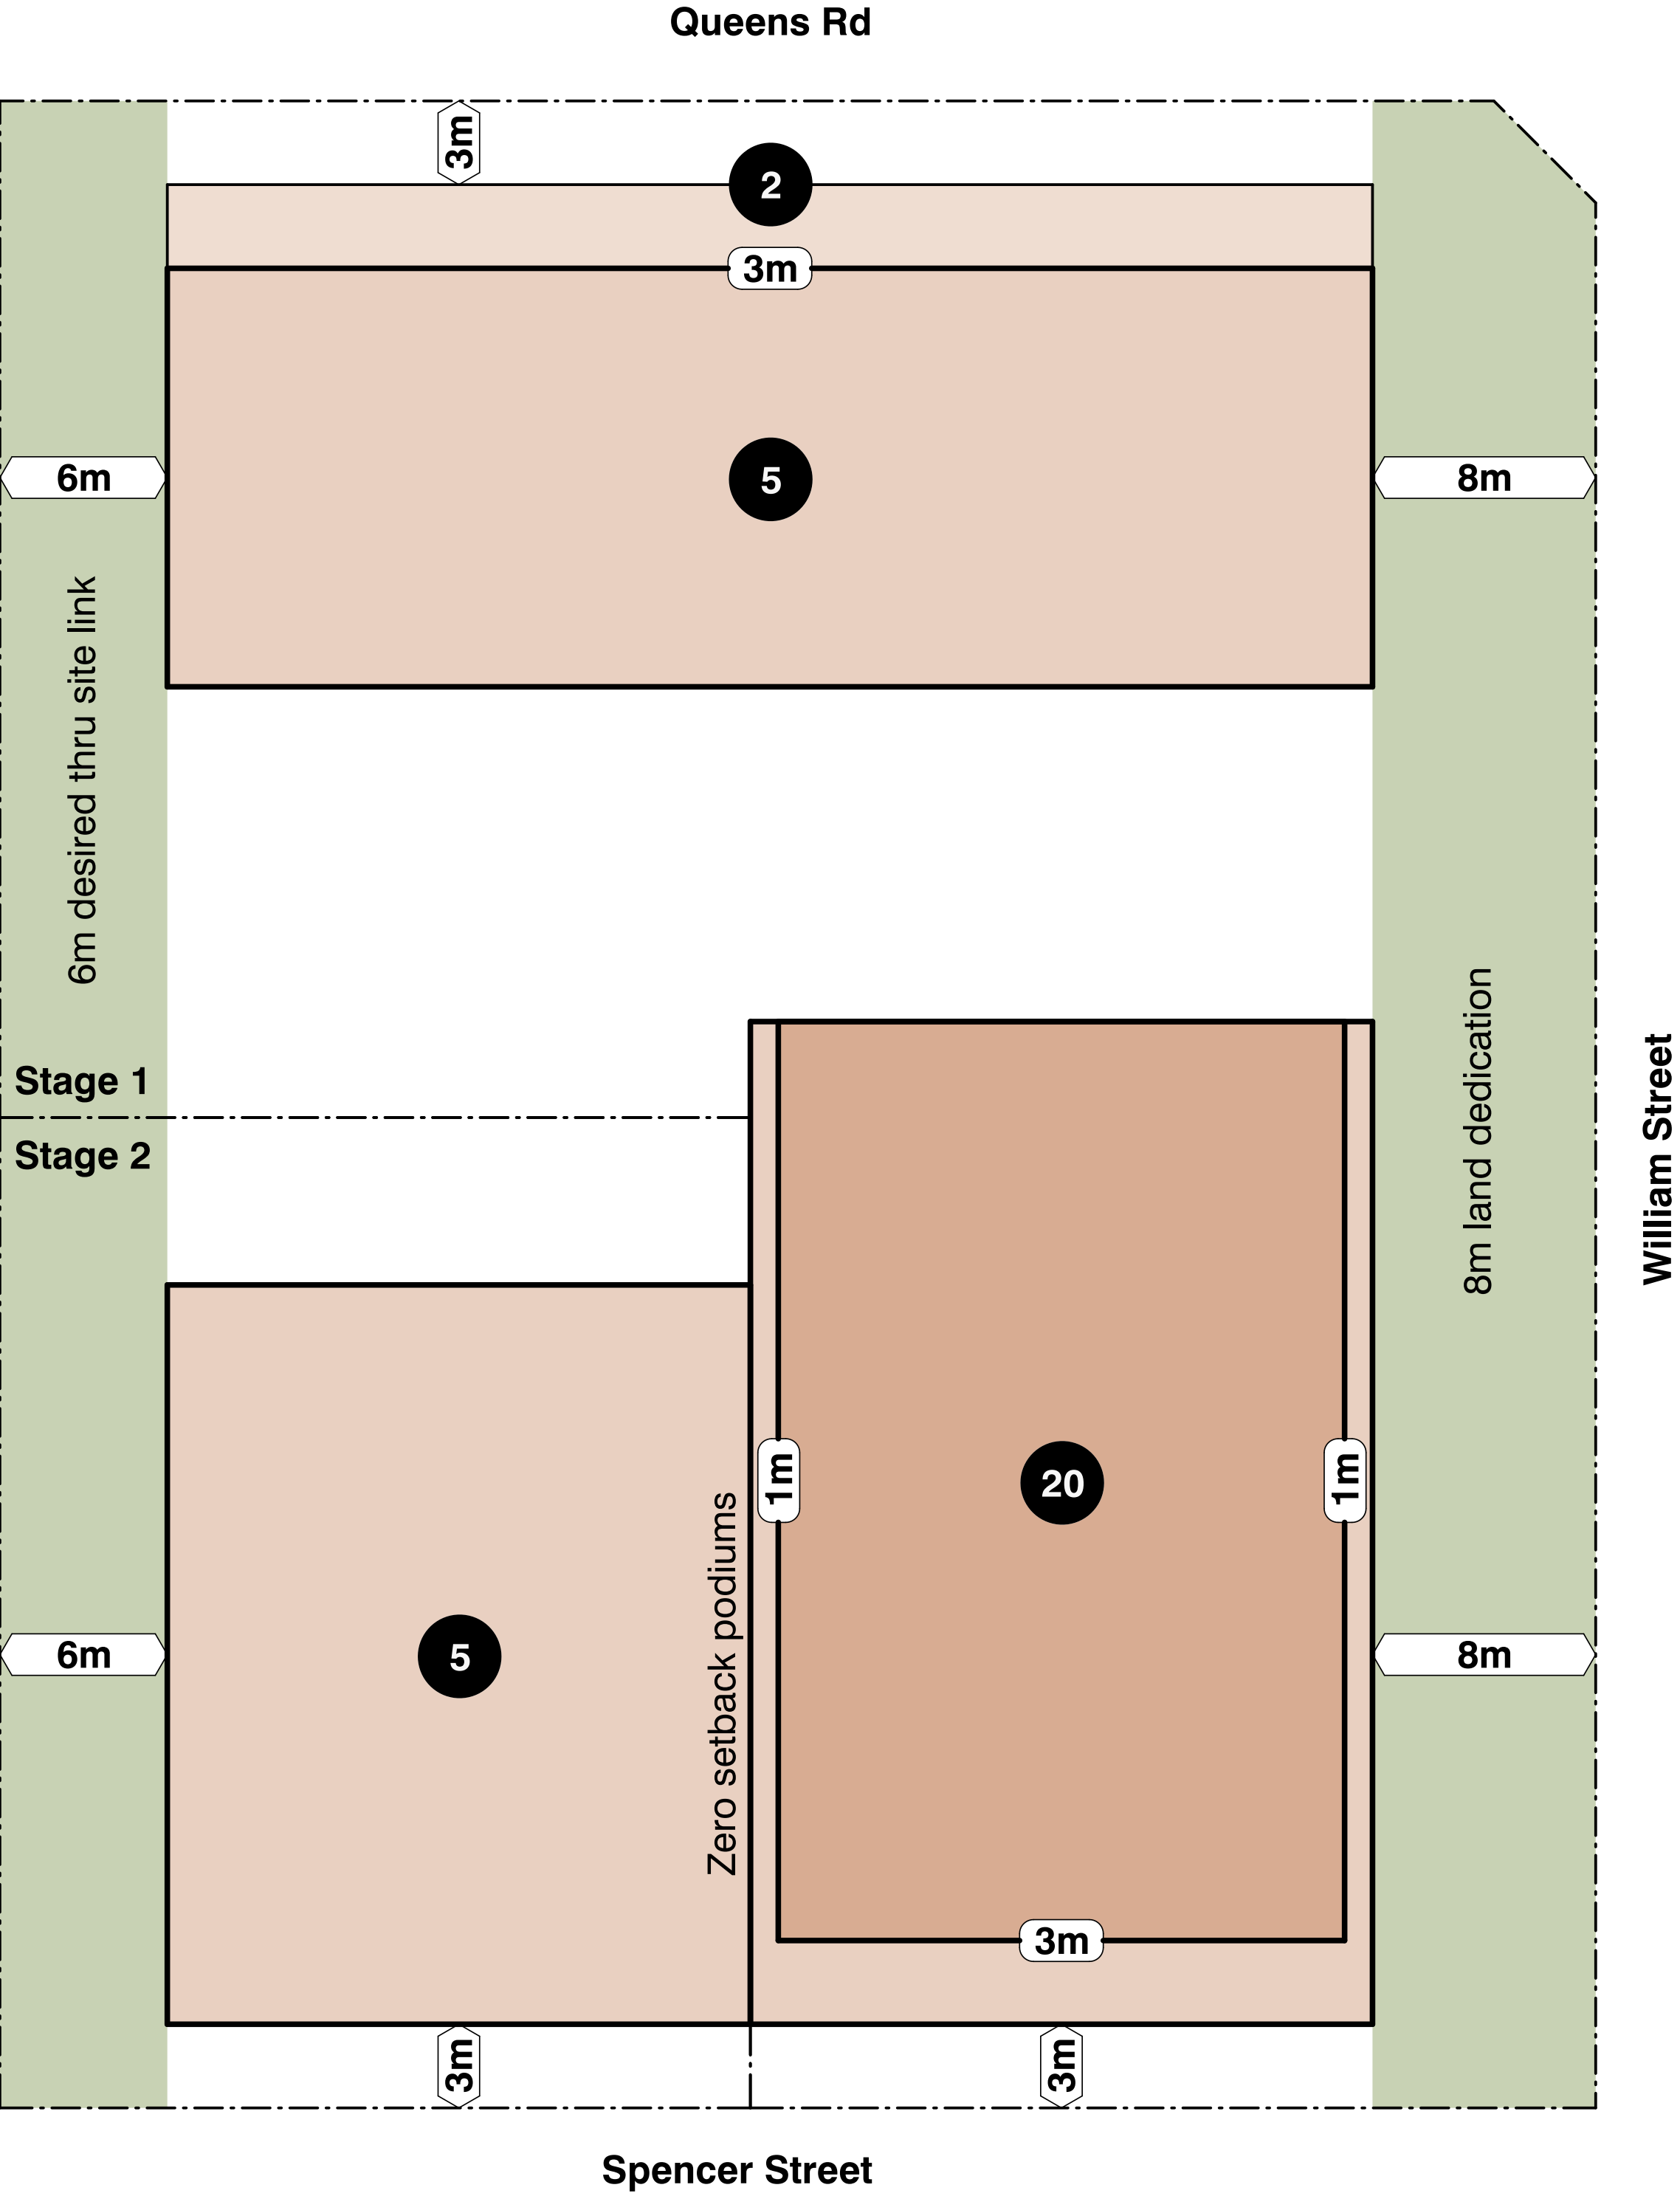 Queens Rd
3m
2
3m
5
6m
8m
6m desired thru site link
8m land dedication
William Street
Stage 1
Stage 2
1m
20
1m
Zero setback podiums
5
6m
8m
3m
3m
3m
Spencer Street